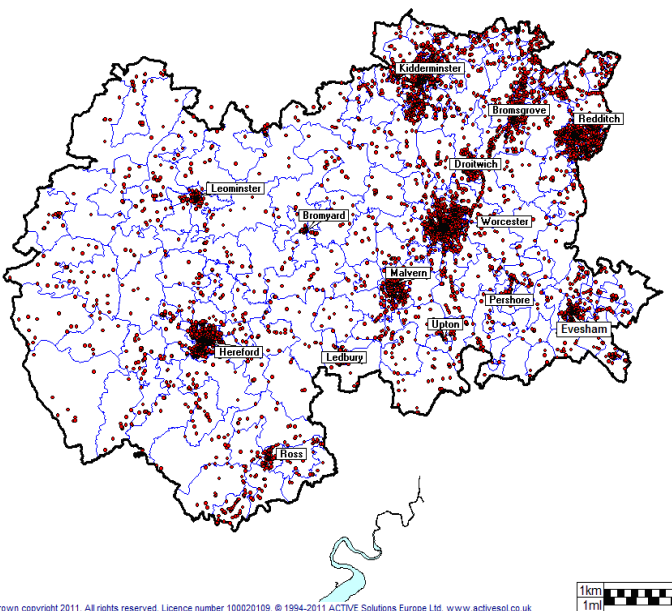 Kidderminster
Bromsgrove
Redditch
Droitwich
Leominster
Bromyard
Worcester
Malvern
Pershore
Upton
Evesham
Hereford
Ledbury
Ross
1km
1ml
rown copyright 2011. All rights reserved. Licence number 100020109. © 1994-2011 ACTIVE Solutions Europe Ltd. www.activesol.co.uk